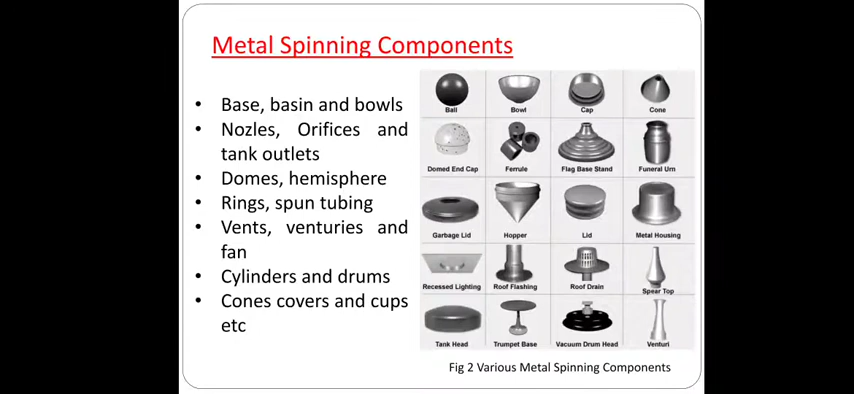 Metal Spinning Components
• Base, basin and bowls
• Nozles, Orifices and
tank outlets
• Domes, hemisphere
• Rings, spun tubing
• Vents, venturies and
fan
• Cylinders and drums
• Cones covers and cups
etc
Ball Bowl Cap Cone
Domed End Cap Ferrule Flag Base Stand Funeral Urn
Garbage Lid Hopper Lid Metal Housing
Recessed Lighting Roof Flashing Roof Drain Spear Top
Tank Head Trumpet Base Vacuum Drum Head Venturi
Fig 2 Various Metal Spinning Components